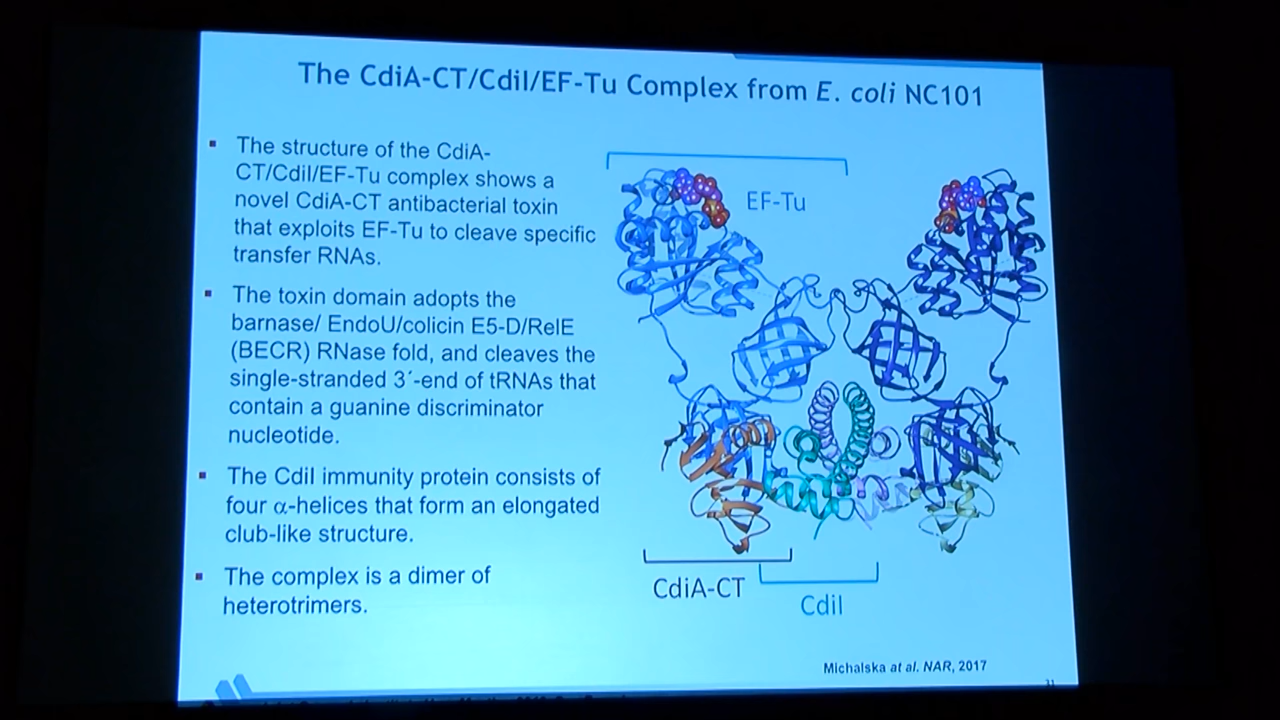 The CdiA-CT/CdiI/EF-Tu Complex from E. coli NC101
▪ The structure of the CdiA-
CT/CdiI/EF-Tu complex shows a
novel CdiA-CT antibacterial toxin
that exploits EF-Tu to cleave specific
transfer RNAs.
▪ The toxin domain adopts the
barnase/ EndoU/colicin E5-D/RelE
(BECR) RNase fold, and cleaves the
single-stranded 3´-end of tRNAs that
contain a guanine discriminator
nucleotide.
▪ The CdiI immunity protein consists of
four α-helices that form an elongated
club-like structure.
▪ The complex is a dimer of
heterotrimers.
EF-Tu
CdiA-CT
CdiI
Michalska et al. NAR, 2017
31